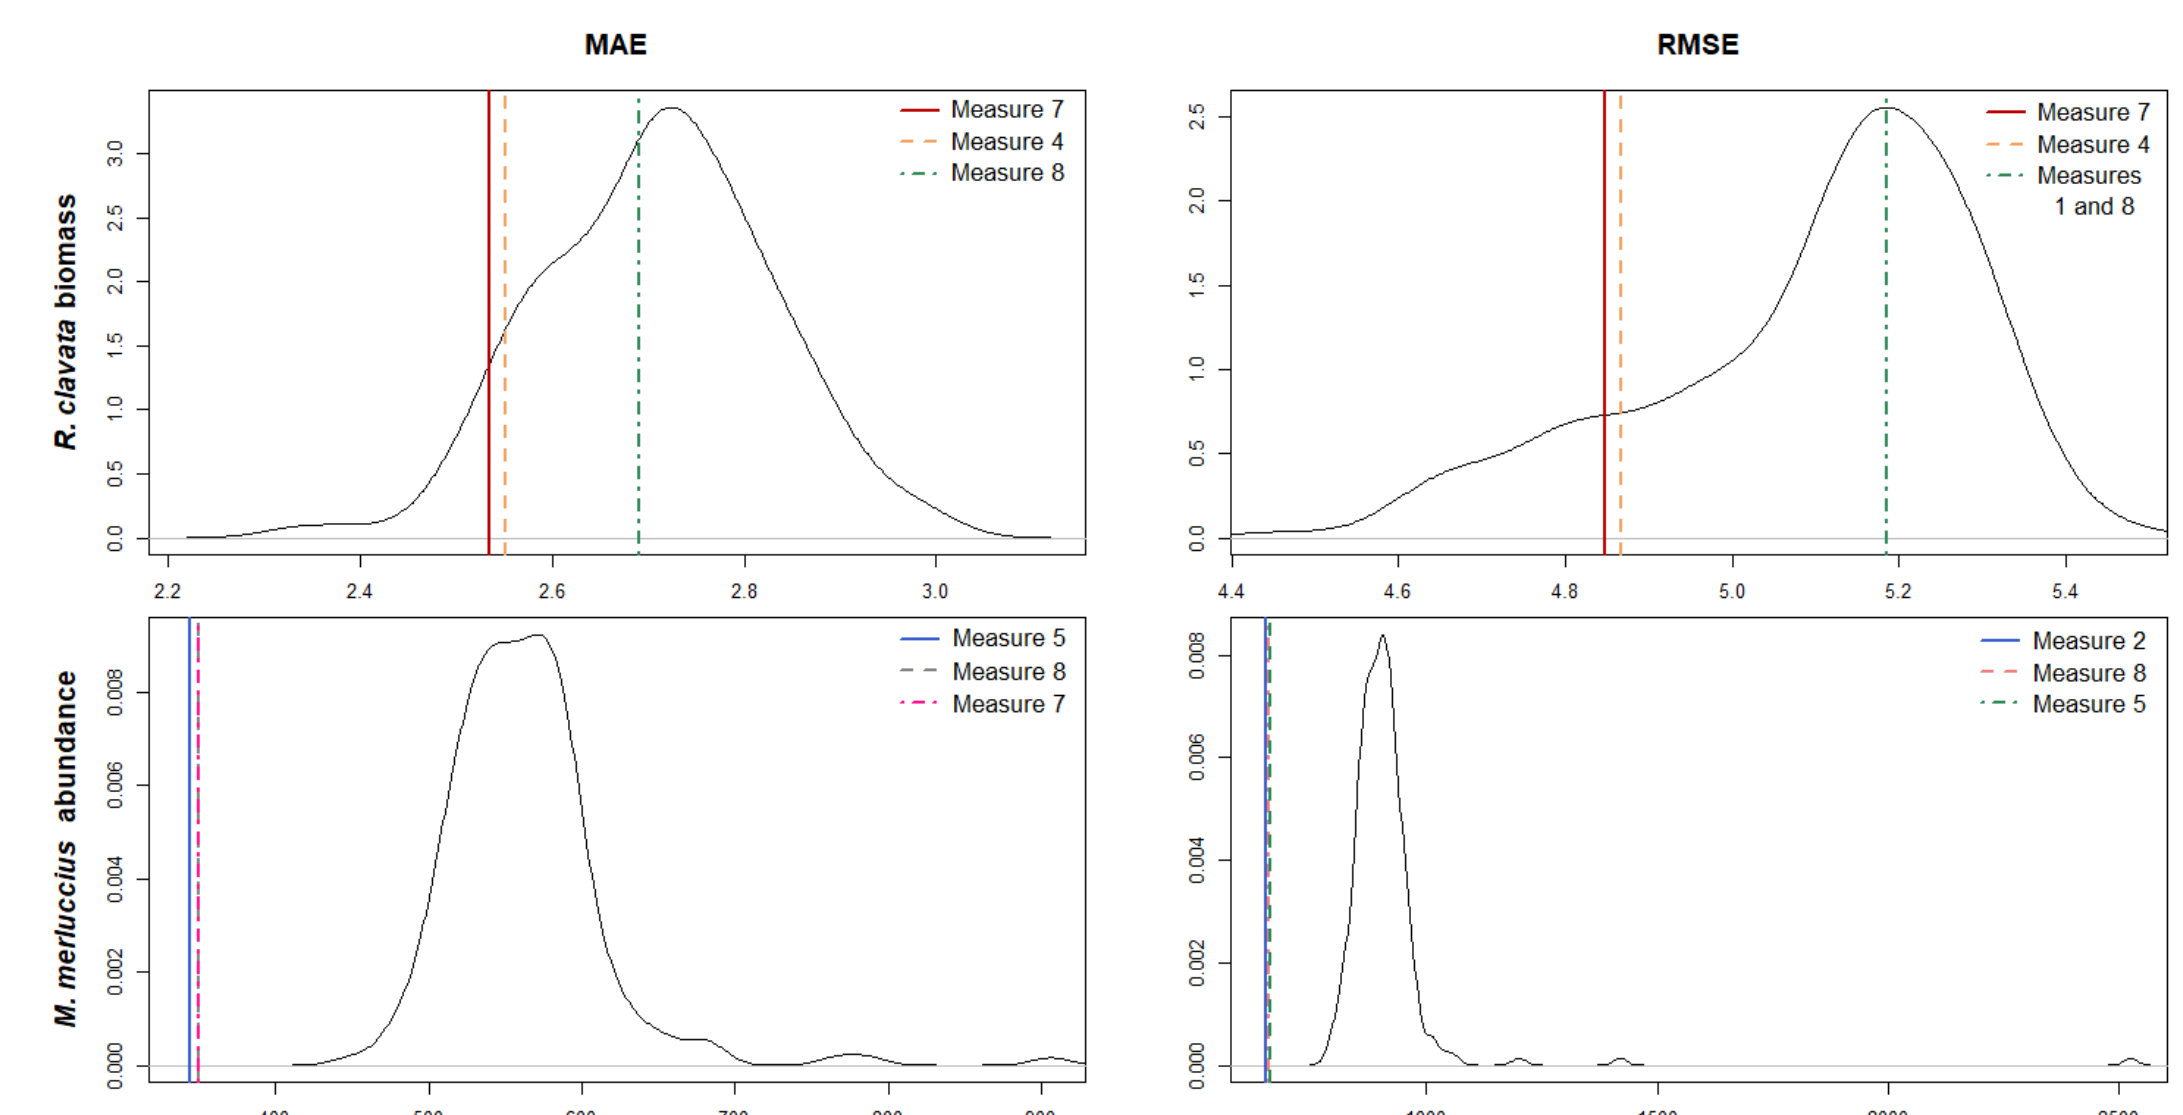 MAE
RMSE
R. clavata biomass
3.0
2.5
2.0
1.5
1.0
0.5
0.0
Measure 7
Measure 4
Measure 8
2.2 2.4 2.6 2.8 3.0
2.5
2.0
1.5
1.0
0.5
0.0
Measure 7
Measure 4
Measures
1 and 8
4.4 4.6 4.8 5.0 5.2 5.4
M. merluccius abundance
0.008
0.006
0.004
0.002
0.000
Measure 5
Measure 8
Measure 7
0.008
0.006
0.004
0.002
0.000
Measure 2
Measure 8
Measure 5